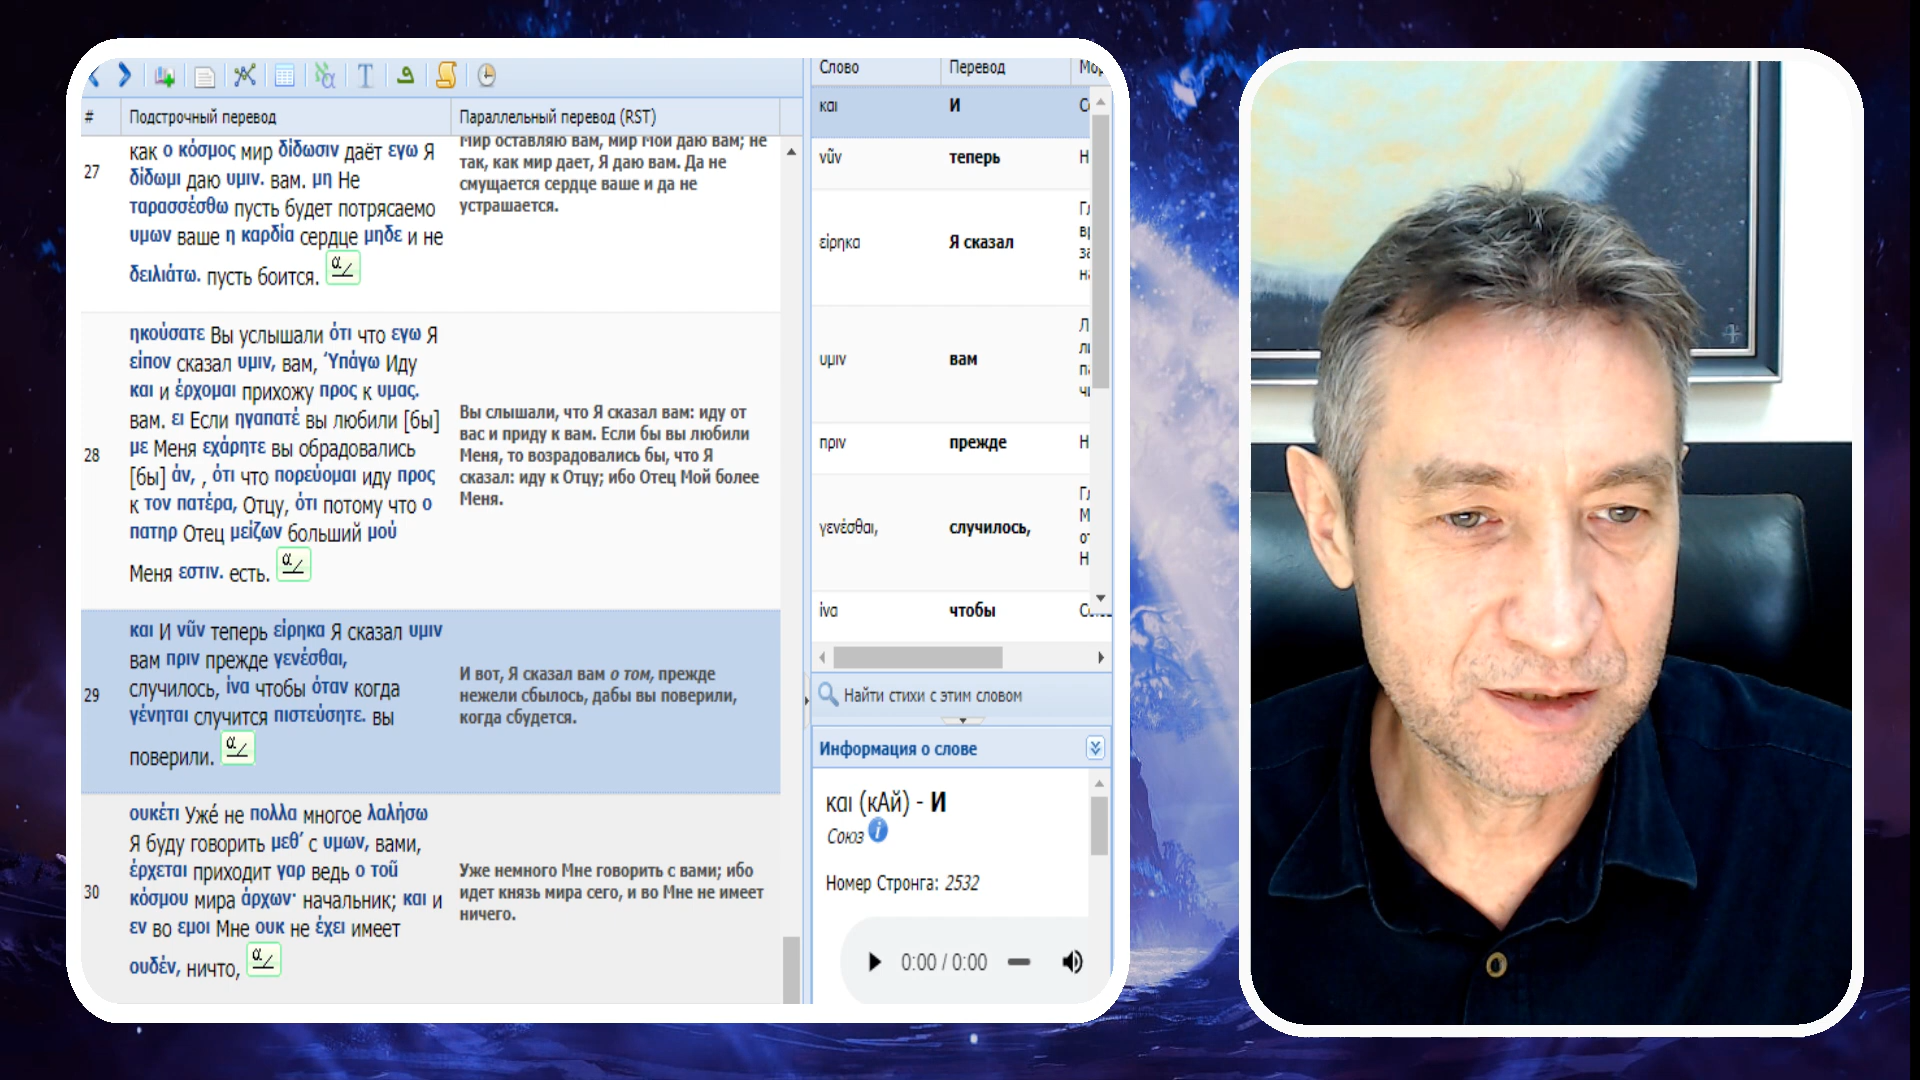 # Подстрочный перевод Параллельный перевод (RST)
27
как ο κόσμος мир δίδωσιν даёт εγω Я
δίδωμι даю υμιν. вам. μη Не
ταρασσέσθω пусть будет потрясаемо
υμων ваше η καρδία сердце μηδε и не
δειλιάτω. пусть боится.
Мир оставляю вам, мир Мой даю вам; не
так, как мир дает, Я даю вам. Да не
смущается сердце ваше и да не
устрашается.
28
ηκούσατε Вы услышали ότι что εγω Я
είπον сказал υμιν, вам, Ὑπάγω Иду
και и έρχομαι прихожу προς к υμας.
вам. ει Если ηγαπατέ вы любили [бы]
με Меня εχάρητε вы обрадовались
[бы] άν, , ότι что πορεύομαι иду προς
к τον πατέρα, Отцу, ότι потому что ο
πατηρ Отец μείζων больший μού
Меня εστιν. есть.
Вы слышали, что Я сказал вам: иду от
вас и приду к вам. Если бы вы любили
Меня, то возрадовались бы, что Я
сказал: иду к Отцу; ибо Отец Мой более
Меня.
29
και И νῦν теперь είρηκα Я сказал υμιν
вам πριν прежде γενέσθαι,
случилось, ίνα чтобы όταν когда
γένηται случится πιστεύσητε. вы
поверили.
И вот, Я сказал вам о том, прежде
нежели сбылось, дабы вы поверили,
когда сбудется.
30
ουκέτι Уже́ не πολλα многое λαλήσω
Я буду говорить μεθ’ с υμων, вами,
έρχεται приходит γαρ ведь ο τοῦ
κόσμου мира άρχων· начальник; και и
εν во εμοι Мне ουκ не έχει имеет
ουδέν, ничто,
Уже немного Мне говорить с вами; ибо
идет князь мира сего, и во Мне не имеет
ничего.
Слово Перевод
και И
νῦν теперь Н
είρηκα Я сказал
υμιν вам
πριν прежде Н
γενέσθαι, случилось,
ίνα чтобы
Найти стихи с этим словом
Информация о слове
και (кАй) - И
Союз
Номер Стронга: 2532
0:00 / 0:00